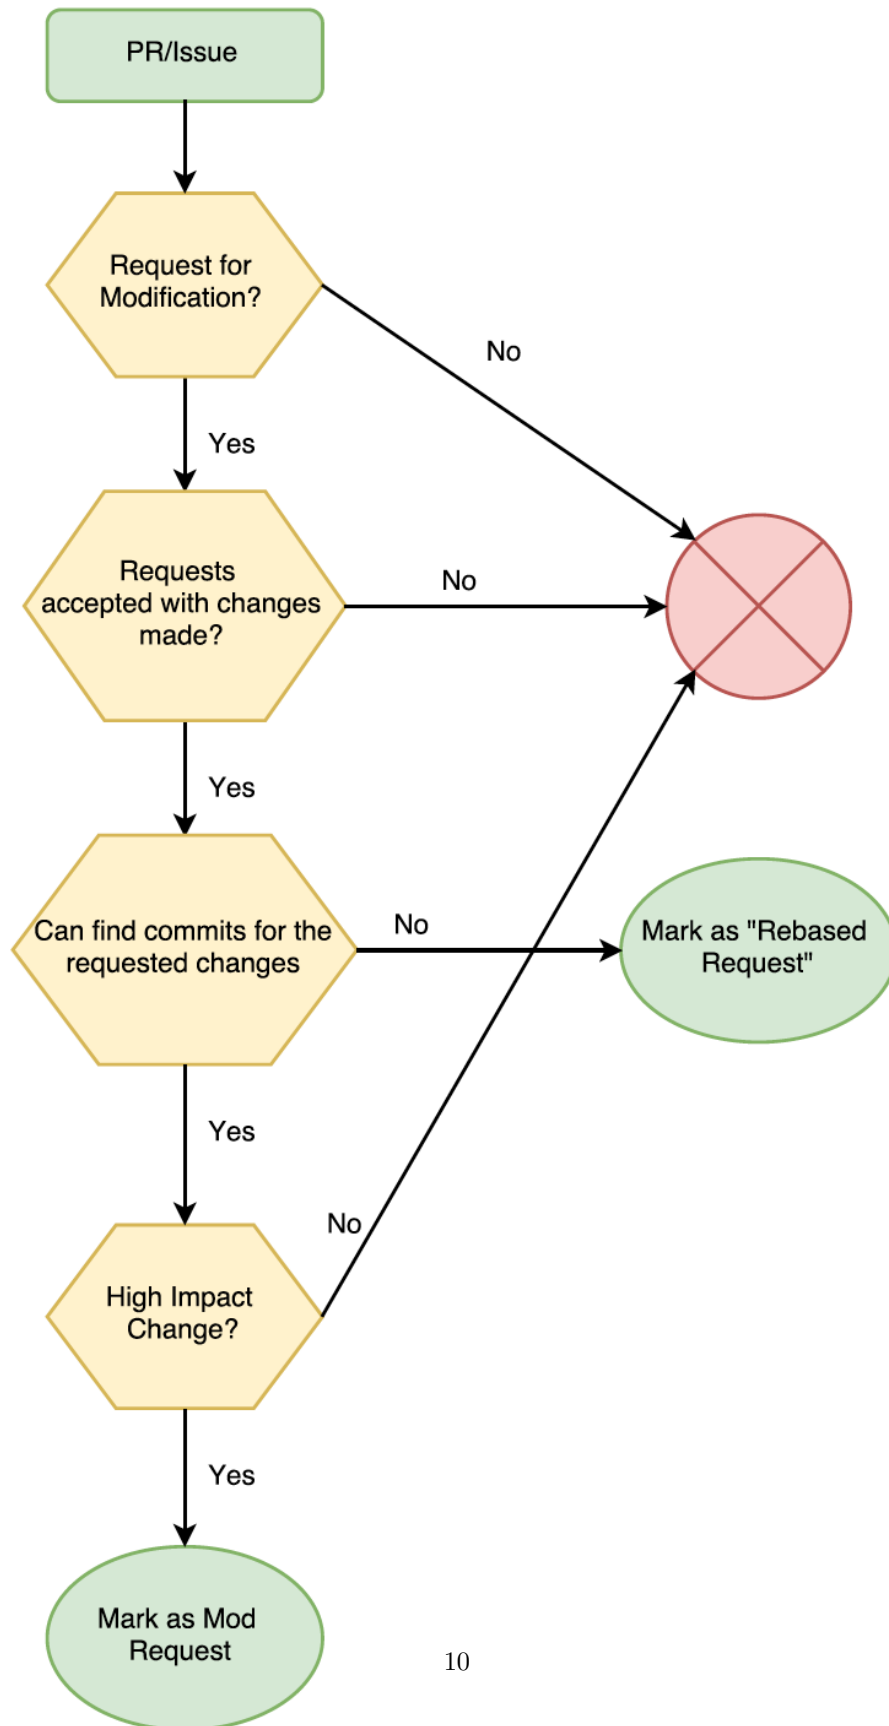 PR/Issue
Request for
Modification?
No
Yes
Requests
accepted with changes
made?
No
Yes
Can find commits for the
requested changes
No
Mark as "Rebased
Request"
Yes
No
High Impact
Change?
Yes
Mark as Mod
Request
10